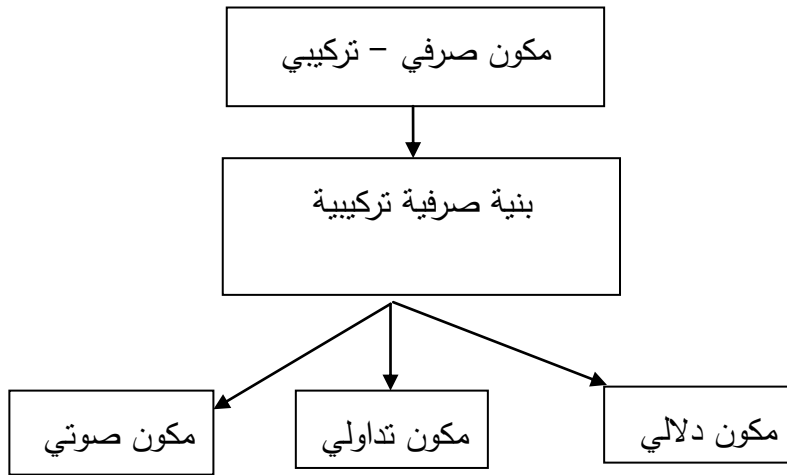 مكون صرفي – تركيبي
بنية صرفية تركيبية
مكون دلالي
مكون تداولي
مكون صوتي